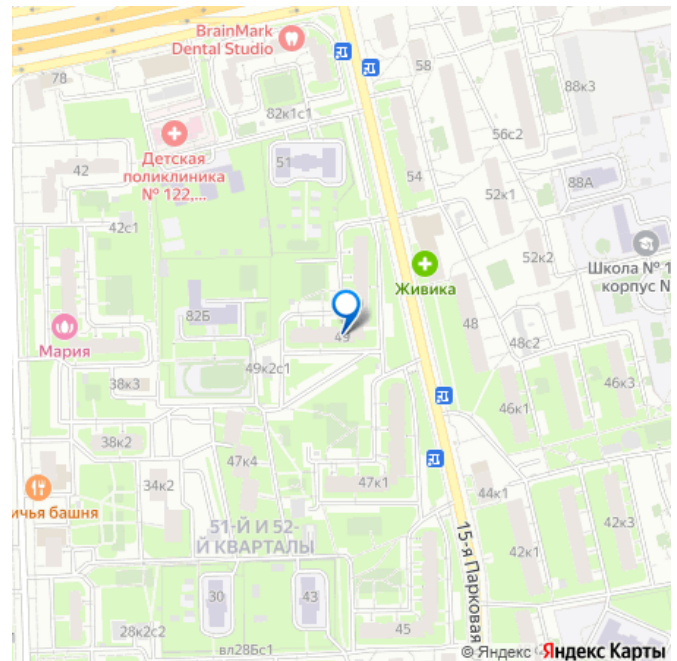 BrainMark
Dental Studio
78
58
88к3
82к1с1
56с2
Детская
поликлиника
№ 122,...
51
42
54
88А
52к1
42с1
Школа № 1
корпус N
52к2
Живика
82Б
48
Мария
49
48с2
49к2с1
38к3
46к3
46к1
38к2
47к4
47к1
34к2
44к1
ичья башня
51-Й И 52-
Й КВАРТАЛЫ
15-я Парковая
42к3
42к1
30
43
28к2с2
45
вл28Бс1
© Яндекс
Яндекс Карты